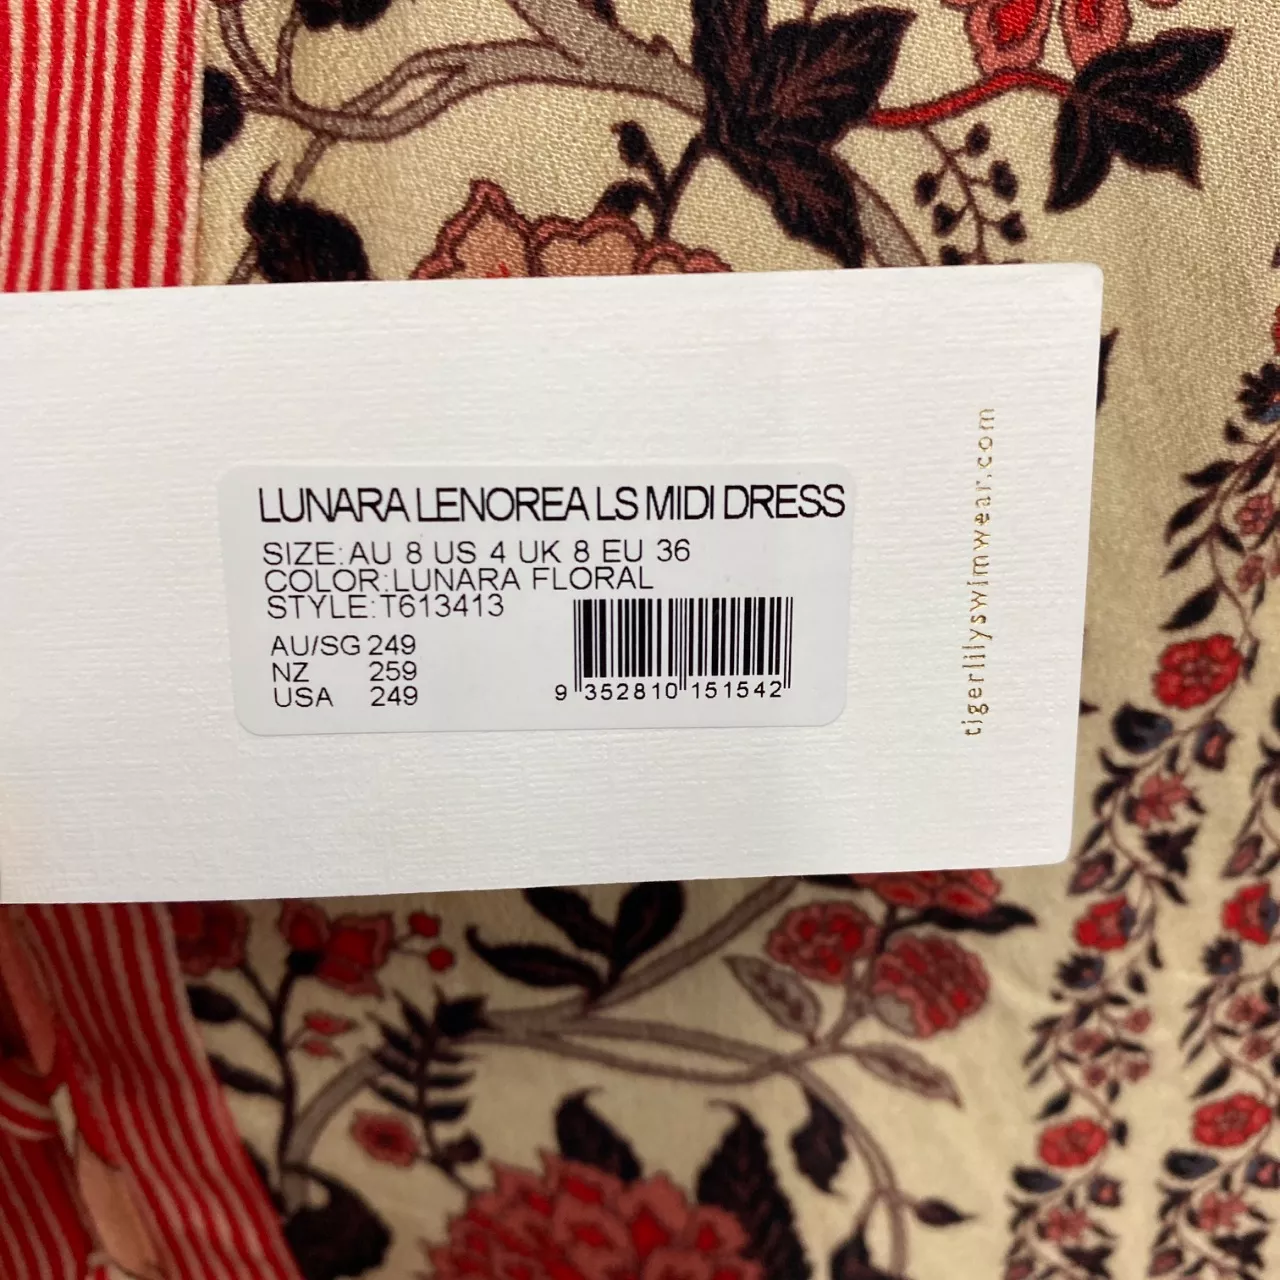 LUNARA LENOREA LS MIDI DRESS
SIZE:AU 8 US 4 UK 8 EU 36
COLOR:LUNARA FLORAL
STYLE:T613413
AU/SG 249
NZ 259
USA 249
9 352810 151542
tigerlilyswimwear.com